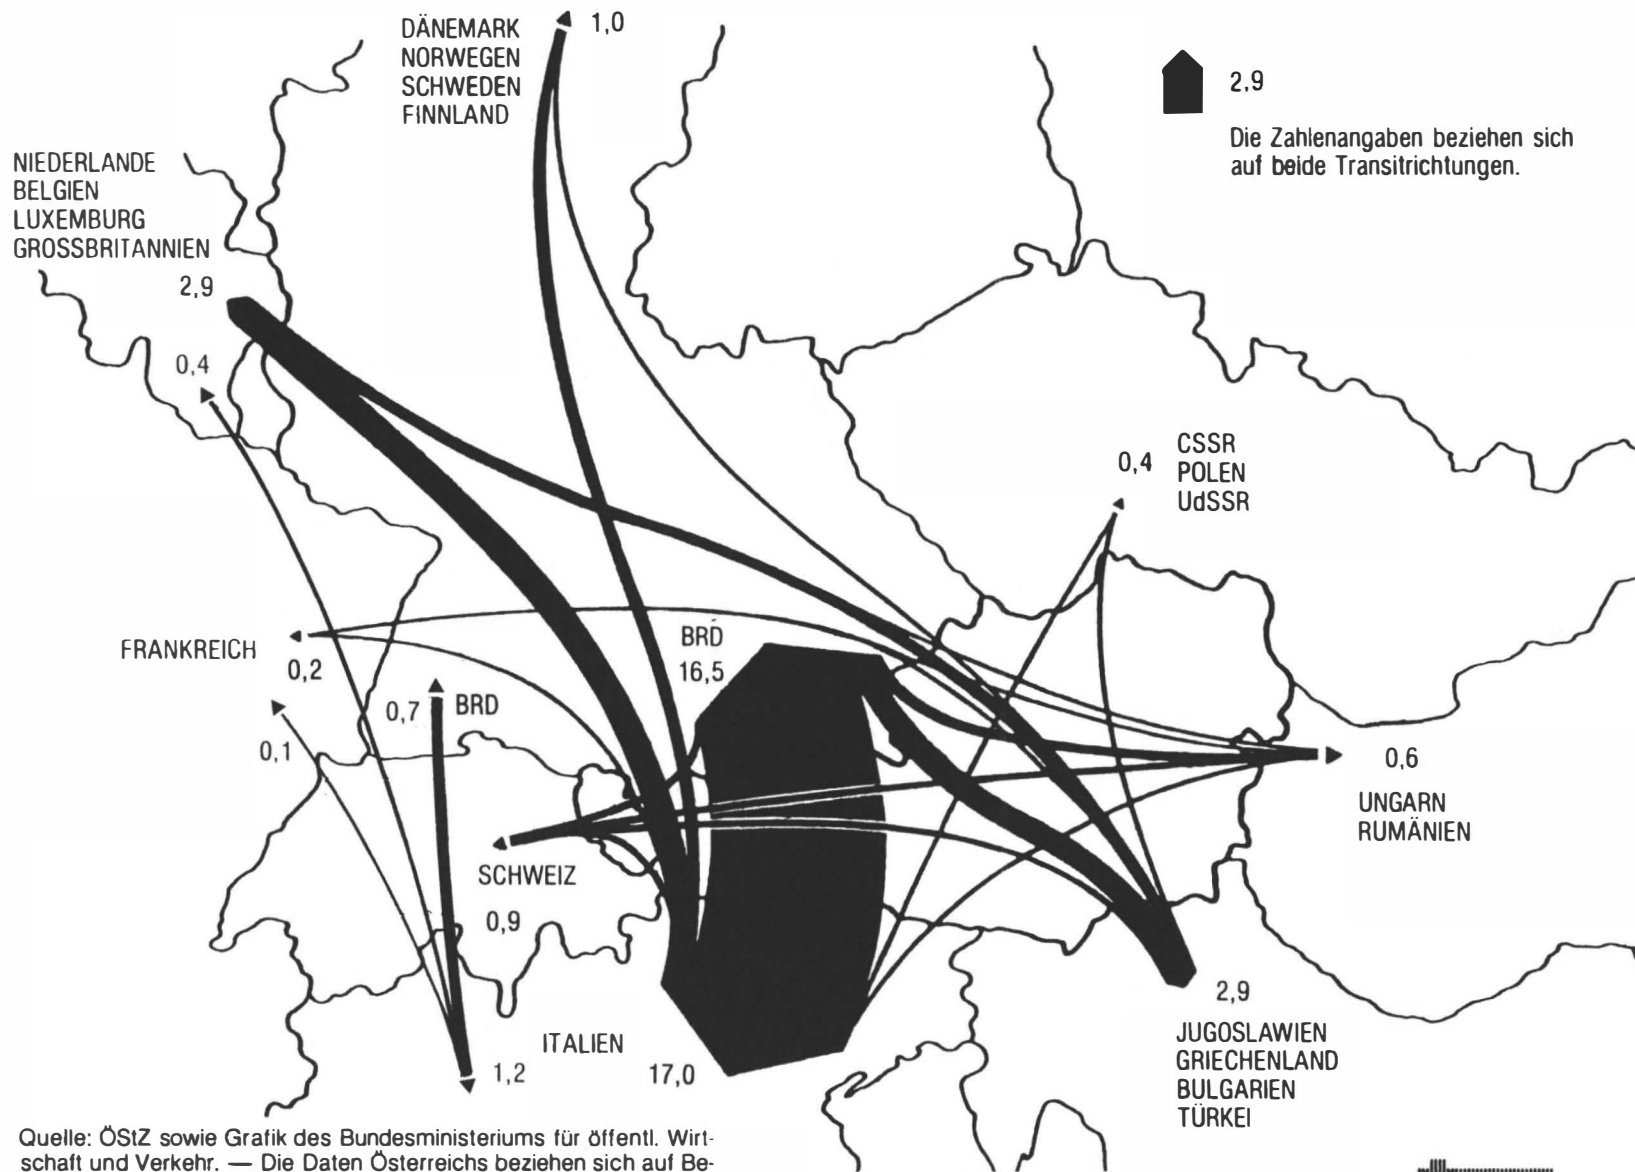 DÄNEMARK
NORWEGEN
SCHWEDEN
FINNLAND
1,0
2,9
Die Zahlenangaben beziehen sich
auf beide Transitrichtungen.
NIEDERLANDE
BELGIEN
LUXEMBURG
GROSSBRITANNIEN
2,9
0,4
CSSR
POLEN
UdSSR
0,4
FRANKREICH
0,2
0,1
0,7
BRD
BRD
16,5
0,6
UNGARN
RUMÄNIEN
SCHWEIZ
0,9
2,9
JUGOSLAWIEN
GRIECHENLAND
BULGARIEN
TÜRKEI
ITALIEN
1,2
17,0
Quelle: ÖStZ sowie Grafik des Bundesministeriums für öffentl. Wirt-
schaft und Verkehr. — Die Daten Österreichs beziehen sich auf Be-